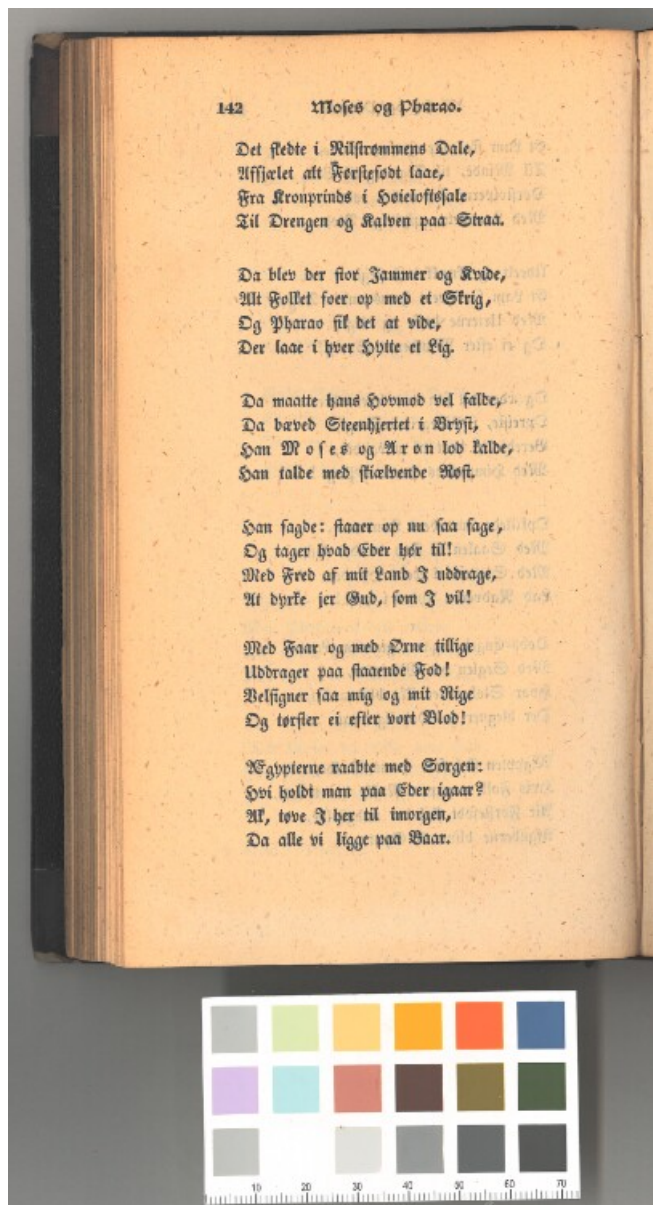 142 Moses og Pharao.
Det skedte i Nilstrømmens Dale,
Affjælet alt Førstefødt laae,
Fra Kronprinds i Høieloftssale
Til Drengen og Kalven paa Straa.
Da blev der stor Jammer og Kvide,
Alt Folket foer op med et Skrig,
Og Pharao fik det at vide,
Der laae i hver Hytte et Lig.
Da maatte hans Hovmod vel falde,
Da bæved Steenhjertet i Bryst,
Han Moses og Aron lod kalde,
Han talde med skiælvende Røst.
Han sagde: staaer op nu saa sage,
Og tager hvad Eder hør til!
Med Fred af mit Land I uddrage,
At dyrke jer Gud, som I vil!
Med Faar og med Øxne tillige
Uddrager paa staaende Fod!
Velsigner saa mig og mit Rige
Og tørster ei efter vort Blod!
Ægypterne raabte med Sorgen:
Hvi holdt man paa Eder igaar?
Ak, tøve I her til imorgen,
Da alle vi ligge paa Baar.
10 20 30 40 50 60 70